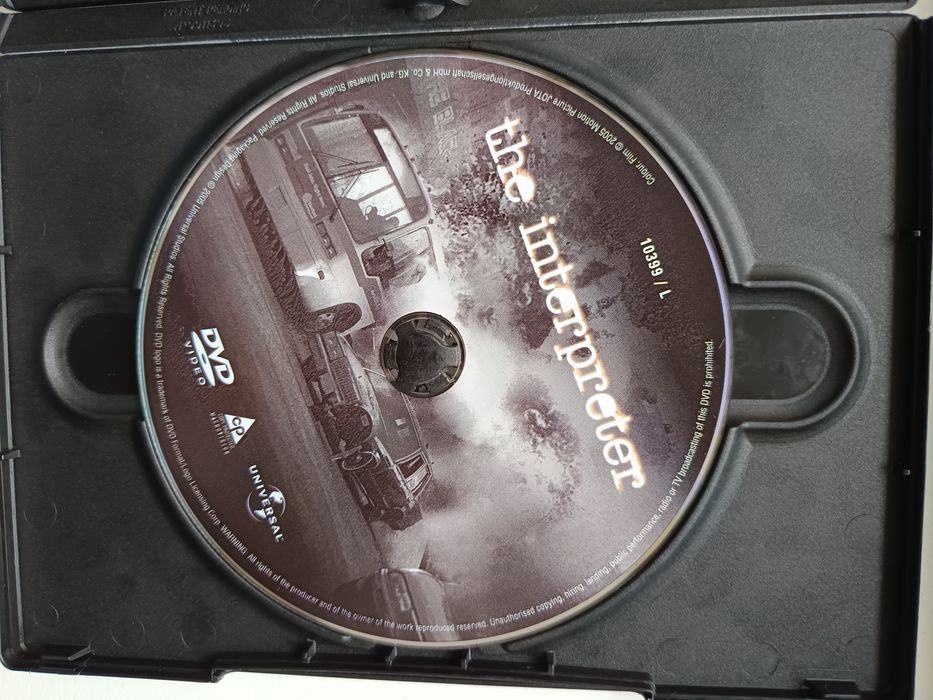 the interpreter
10399 / 1
Colour Film © 2005 Motion Picture JOTA Produktionsgesellschaft mbH & Co. KG. and Universal Studios. All Rights Reserved. Packaging Design © 2005 Universal Studios. All Rights Reserved. DVD logo is a trademark of DVD Format/Logo Licensing Corp. WARNING: All rights of the producer and of the owner of the work reproduced reserved. Unauthorised copying, hiring, lending, public performance, radio or TV broadcasting of this DVD is prohibited.
DVD
VIDEO
CP
UNIVERSAL